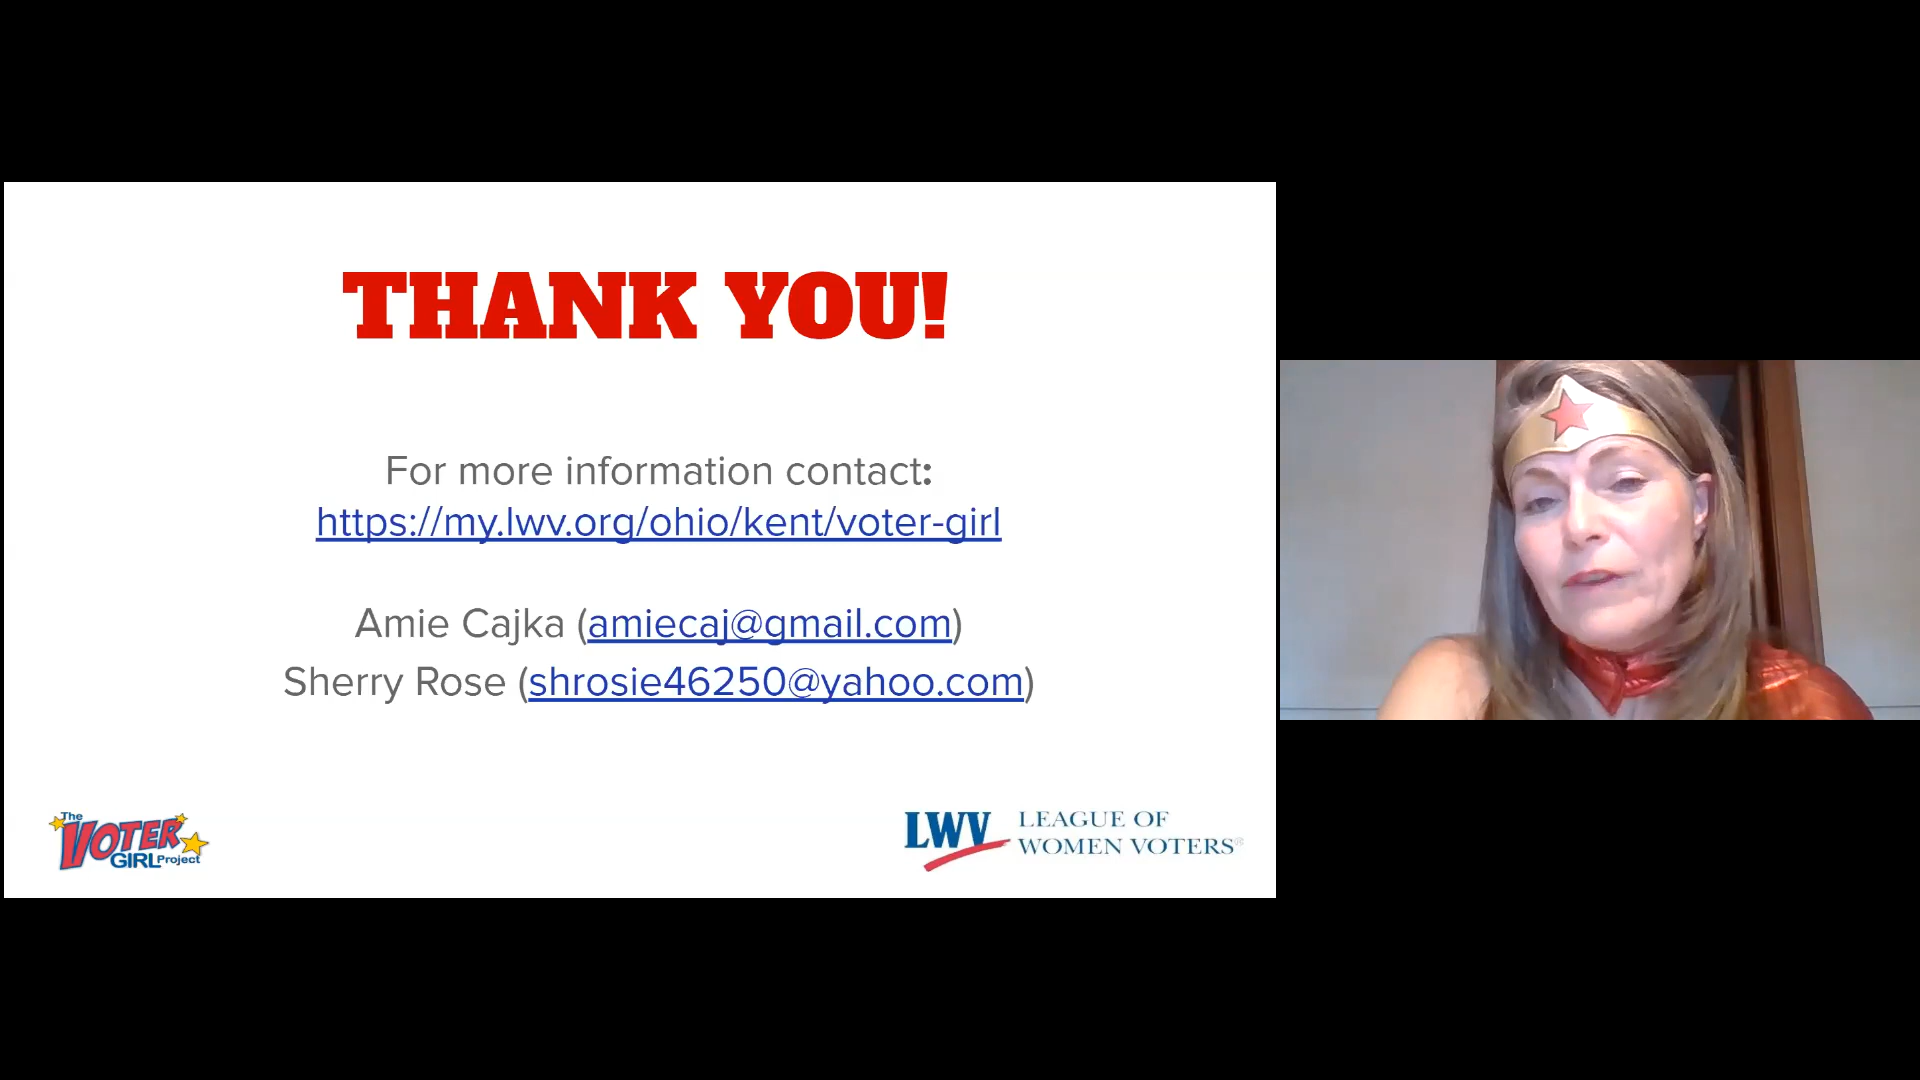 THANK YOU!
For more information contact:
https://my.lwv.org/ohio/kent/voter-girl
Amie Cajka (amiecaj@gmail.com)
Sherry Rose (shrosie46250@yahoo.com)
The
VOTER
GIRL Project
LWV LEAGUE OF
WOMEN VOTERS®